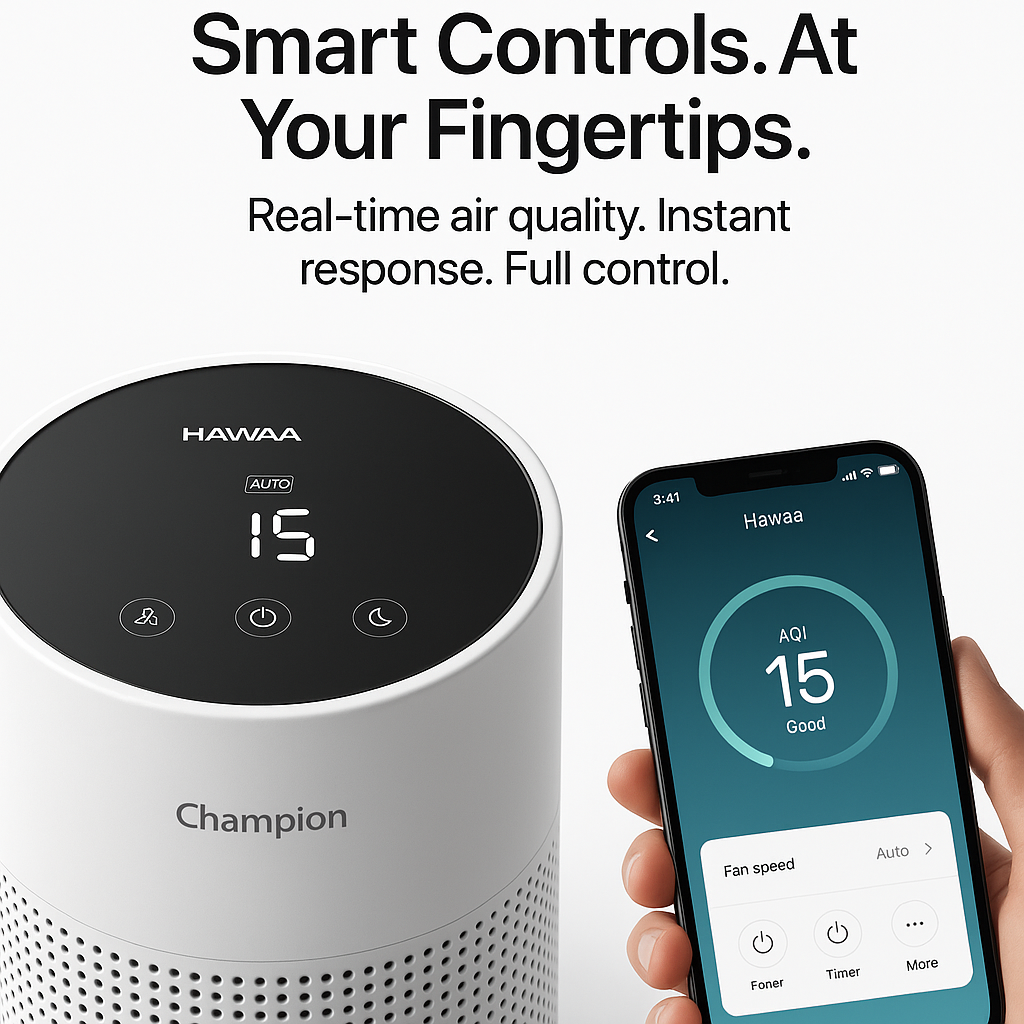 Smart Controls. At
Your Fingertips.
Real-time air quality. Instant
response. Full control.
HAWAA
AUTO
15
Champion
3:41
Hawaa
AQI
15
Good
Fan speed
Auto
Foner
Timer
More